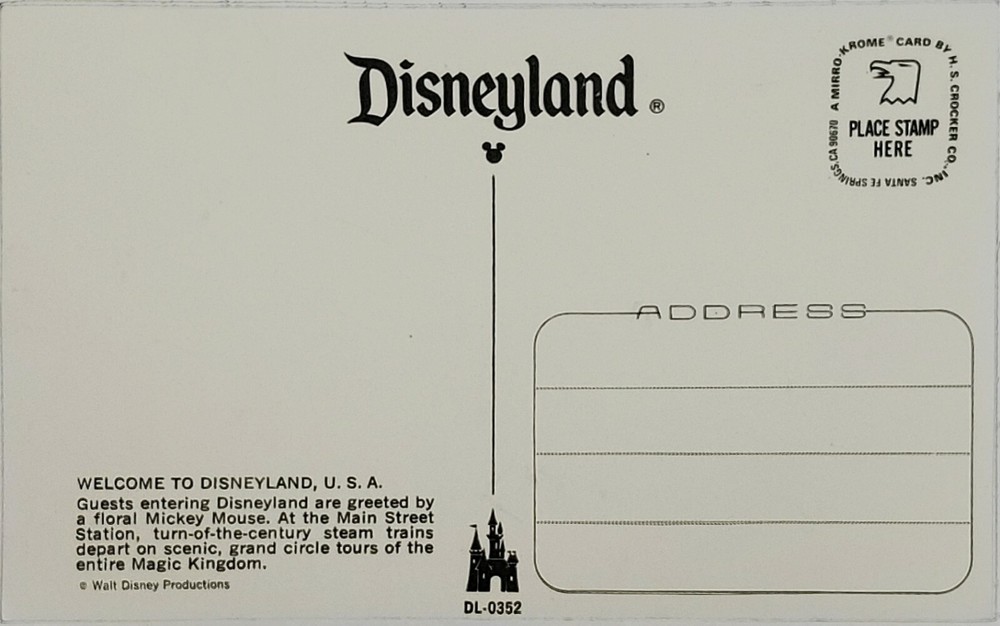 Disneyland ®
A MIRRO-KROME® CARD BY H. S. CROCKER CO., INC. SANTA FE SPRINGS, CA 90670
PLACE STAMP
HERE
ADDRESS
WELCOME TO DISNEYLAND, U. S. A.
Guests entering Disneyland are greeted by
a floral Mickey Mouse. At the Main Street
Station, turn-of-the-century steam trains
depart on scenic, grand circle tours of the
entire Magic Kingdom.
© Walt Disney Productions
DL-0352